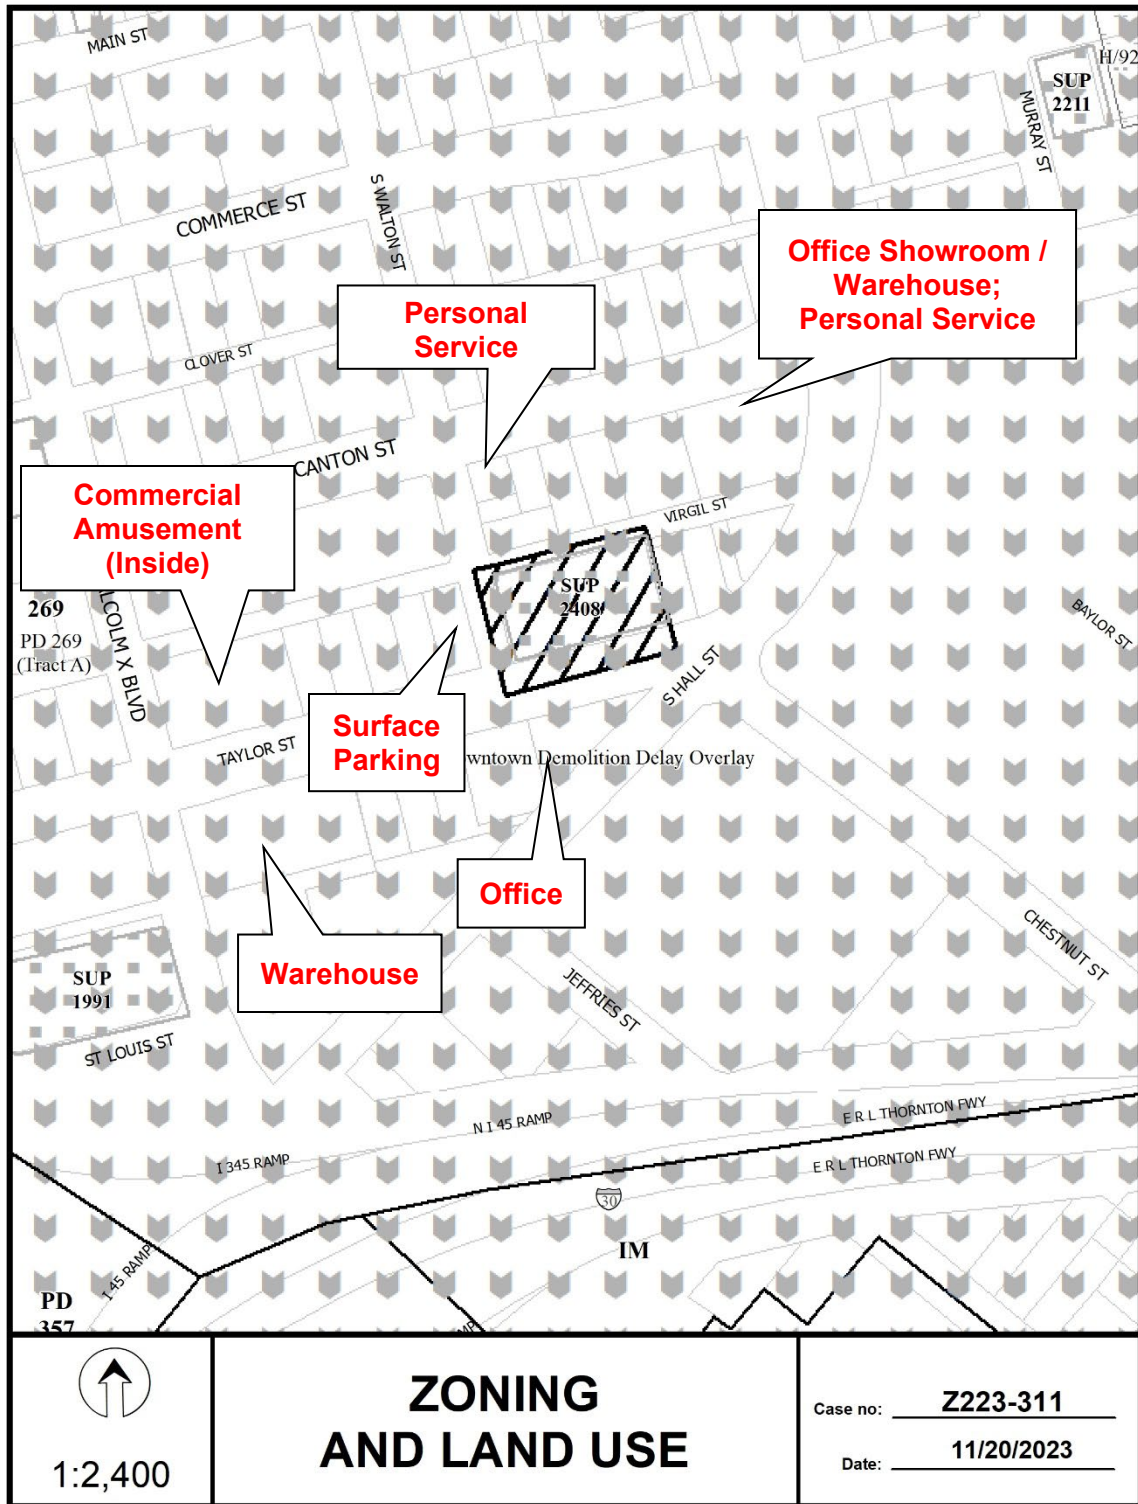 MAIN ST
H/92
SUP
2211
MURRAY ST
COMMERCE ST
S WALTON ST
Office Showroom /
Warehouse;
Personal Service
Personal
Service
CLOVER ST
CANTON ST
Commercial
Amusement
(Inside)
VIRGIL ST
SUP
2408
269
PD 269
(Tract A)
LCOLM X BLVD
BAYLOR ST
S HALL ST
Surface
Parking
TAYLOR ST
wntown Demolition Delay Overlay
Office
Warehouse
CHESTNUT ST
SUP
1991
JEFFRIES ST
ST LOUIS ST
N I 45 RAMP
E R L THORNTON FWY
I 345 RAMP
E R L THORNTON FWY
30
IM
I 45 RAMP
PD
357
MP
1:2,400
ZONING
AND LAND USE
Case no: Z223-311
Date: 11/20/2023